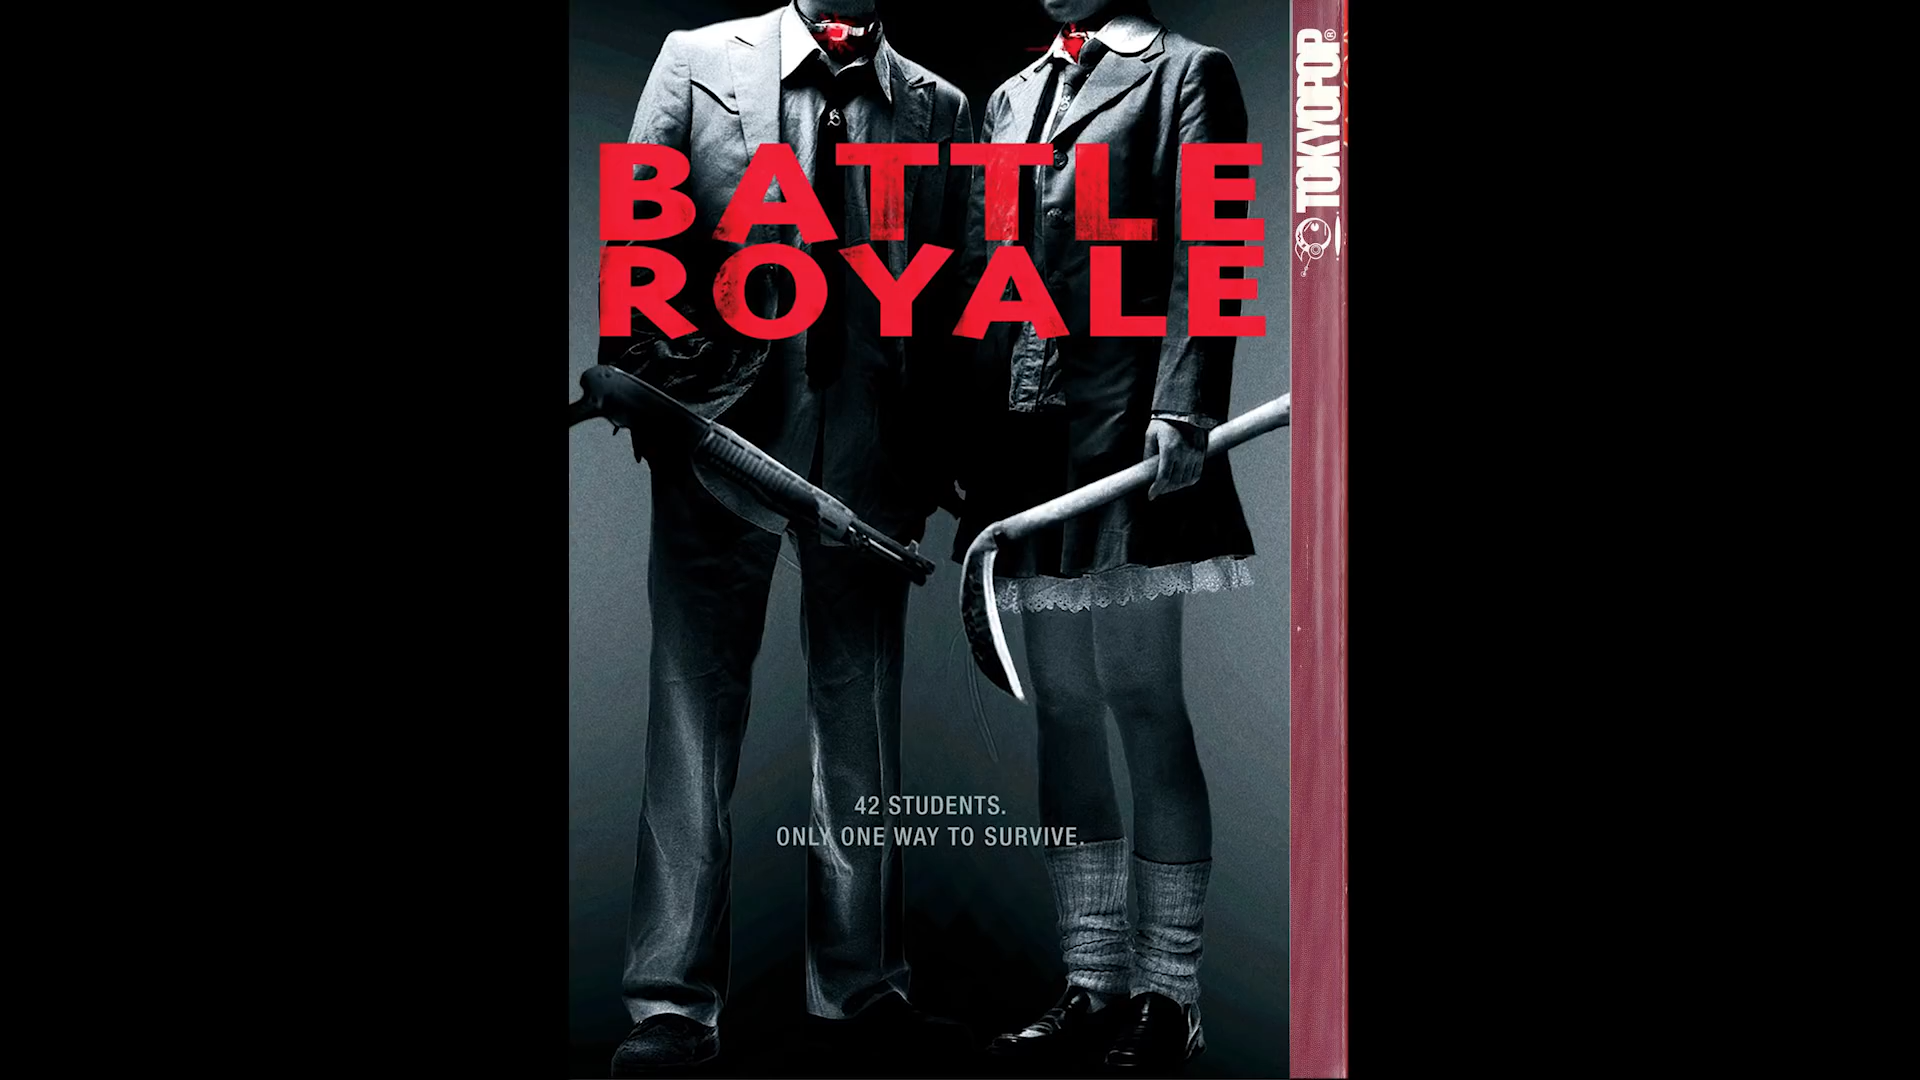 BATTLE
ROYALE
42 STUDENTS.
ONLY ONE WAY TO SURVIVE.
TOKYOPOP®